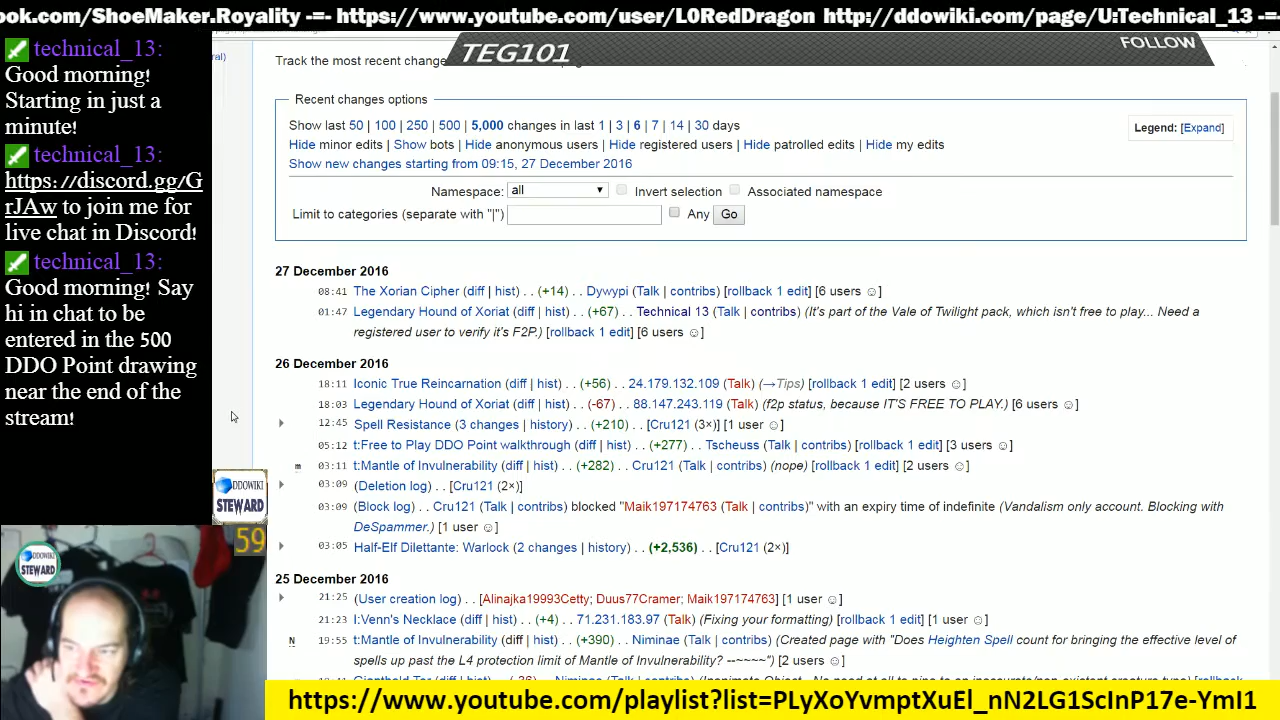 ook.com/ShoeMaker.Royality -=- https://www.youtube.com/user/L0RedDragon http://ddowiki.com/page/U:Technical_13 -=
TEG101
FOLLOW
technical_13:
Good morning!
Starting in just a
minute!
technical_13:
https://discord.gg/G
rJAw to join me for
live chat in Discord!
technical_13:
Good morning! Say
hi in chat to be
entered in the 500
DDO Point drawing
near the end of the
stream!
DDOWIKI
STEWARD
59
DDOWIKI
STEWARD
ral)
Track the most recent change
Recent changes options
Show last 50 | 100 | 250 | 500 | 5,000 changes in last 1 | 3 | 6 | 7 | 14 | 30 days
Hide minor edits | Show bots | Hide anonymous users | Hide registered users | Hide patrolled edits | Hide my edits
Show new changes starting from 09:15, 27 December 2016
Legend: [Expand]
Namespace: all Invert selection Associated namespace
Limit to categories (separate with "|") Any Go
27 December 2016
08:41 The Xorian Cipher (diff | hist) . . (+14) . . Dywypi (Talk | contribs) [rollback 1 edit] [6 users ☺]
01:47 Legendary Hound of Xoriat (diff | hist) . . (+67) . . Technical 13 (Talk | contribs) (It's part of the Vale of Twilight pack, which isn't free to play... Need a
registered user to verify it's F2P.) [rollback 1 edit] [6 users ☺]
26 December 2016
18:11 Iconic True Reincarnation (diff | hist) . . (+56) . . 24.179.132.109 (Talk) (→Tips) [rollback 1 edit] [2 users ☺]
18:03 Legendary Hound of Xoriat (diff | hist) . . (-67) . . 88.147.243.119 (Talk) (f2p status, because IT'S FREE TO PLAY.) [6 users ☺]
12:45 Spell Resistance (3 changes | history) . . (+210) . . [Cru121 (3×)] [1 user ☺]
05:12 t:Free to Play DDO Point walkthrough (diff | hist) . . (+277) . . Tscheuss (Talk | contribs) [rollback 1 edit] [3 users ☺]
m 03:11 t:Mantle of Invulnerability (diff | hist) . . (+282) . . Cru121 (Talk | contribs) (nope) [rollback 1 edit] [2 users ☺]
03:09 (Deletion log) . . [Cru121 (2×)]
03:09 (Block log) . . Cru121 (Talk | contribs) blocked "Maik197174763 (Talk | contribs)" with an expiry time of indefinite (Vandalism only account. Blocking with
DeSpammer.) [1 user ☺]
03:05 Half-Elf Dilettante: Warlock (2 changes | history) . . (+2,536) . . [Cru121 (2×)]
25 December 2016
21:25 (User creation log) . . [Alinajka19993Cetty; Duus77Cramer; Maik197174763] [1 user ☺]
21:23 I:Venn's Necklace (diff | hist) . . (+4) . . 71.231.183.97 (Talk) (Fixing your formatting) [rollback 1 edit] [1 user ☺]
N 19:55 t:Mantle of Invulnerability (diff | hist) . . (+390) . . Niminae (Talk | contribs) (Created page with "Does Heighten Spell count for bringing the effective level of
spells up past the L4 protection limit of Mantle of Invulnerability? --~~~~") [2 users ☺]
https://www.youtube.com/playlist?list=PLyXoYvmptXuEl_nN2LG1ScInP17e-YmI1